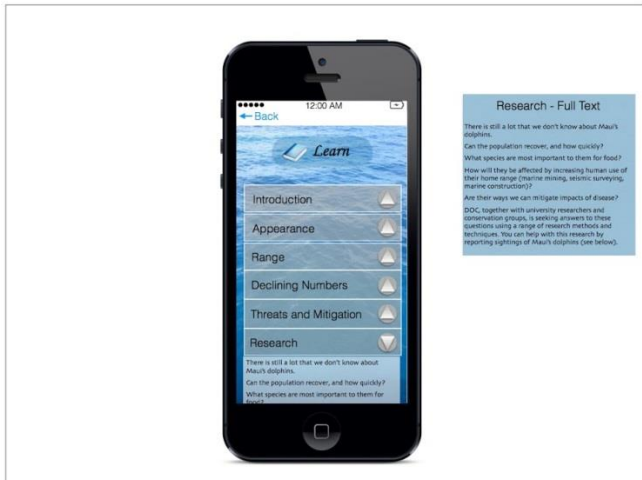 12:00 AM
Back
Learn
Introduction
Appearance
Range
Declining Numbers
Threats and Mitigation
Research
There is still a lot that we don't know about
Maui's dolphins.
Can the population recover, and how quickly?
What species are most important to them for
food?
Research - Full Text
There is still a lot that we don't know about Maui's
dolphins.
Can the population recover, and how quickly?
What species are most important to them for food?
How will they be affected by increasing human use of
their home range (marine mining, seismic surveying,
marine construction)?
Are their ways we can mitigate impacts of disease?
DOC, together with university researchers and
conservation groups, is seeking answers to these
questions using a range of research methods and
techniques. You can help with this research by
reporting sightings of Maui's dolphins (see below).